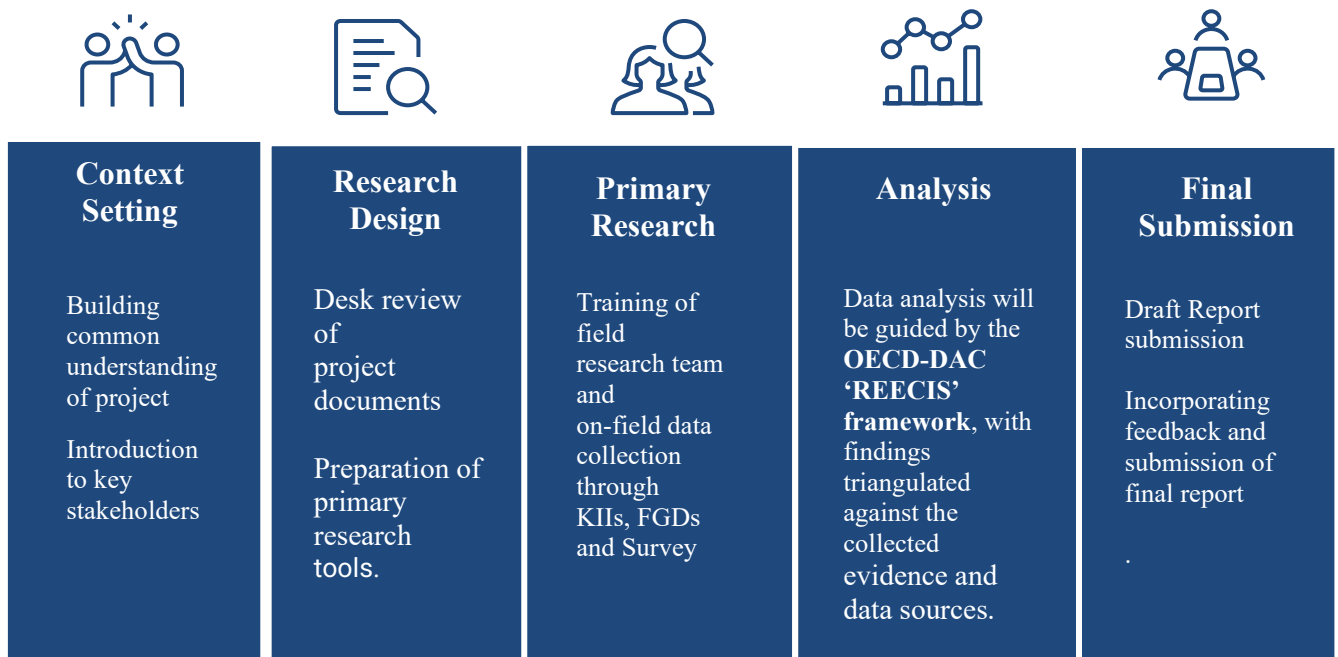 Context
Setting
Building
common
understanding
of project
Introduction
to key
stakeholders
Research
Design
Desk review
of
project
documents
Preparation of
primary
research
tools.
Primary
Research
Training of
field
research team
and
on-field data
collection
through
KIIs, FGDs
and Survey
Analysis
Data analysis will
be guided by the
OECD-DAC
‘REECIS’
framework, with
findings
triangulated
against the
collected
evidence and
data sources.
Final
Submission
Draft Report
submission
Incorporating
feedback and
submission of
final report
.